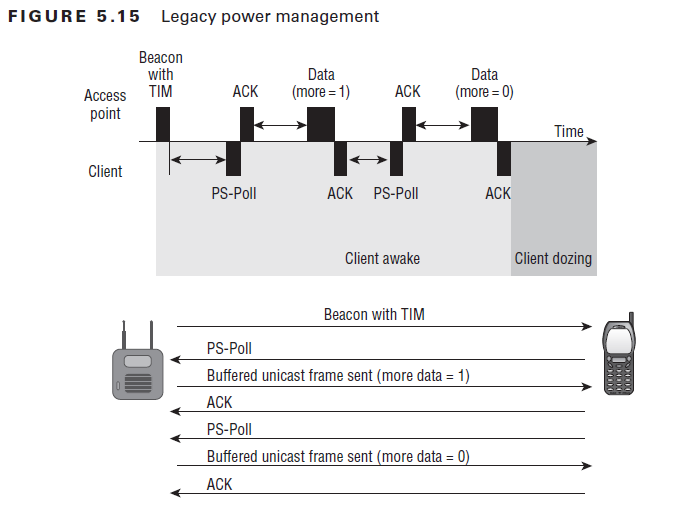 FIGURE 5.15 Legacy power management
Beacon
with
TIM
Access
point
ACK
Data
(more = 1)
ACK
Data
(more = 0)
Time
Client
PS-Poll
ACK
PS-Poll
ACK
Client awake
Client dozing
Beacon with TIM
PS-Poll
Buffered unicast frame sent (more data = 1)
ACK
PS-Poll
Buffered unicast frame sent (more data = 0)
ACK